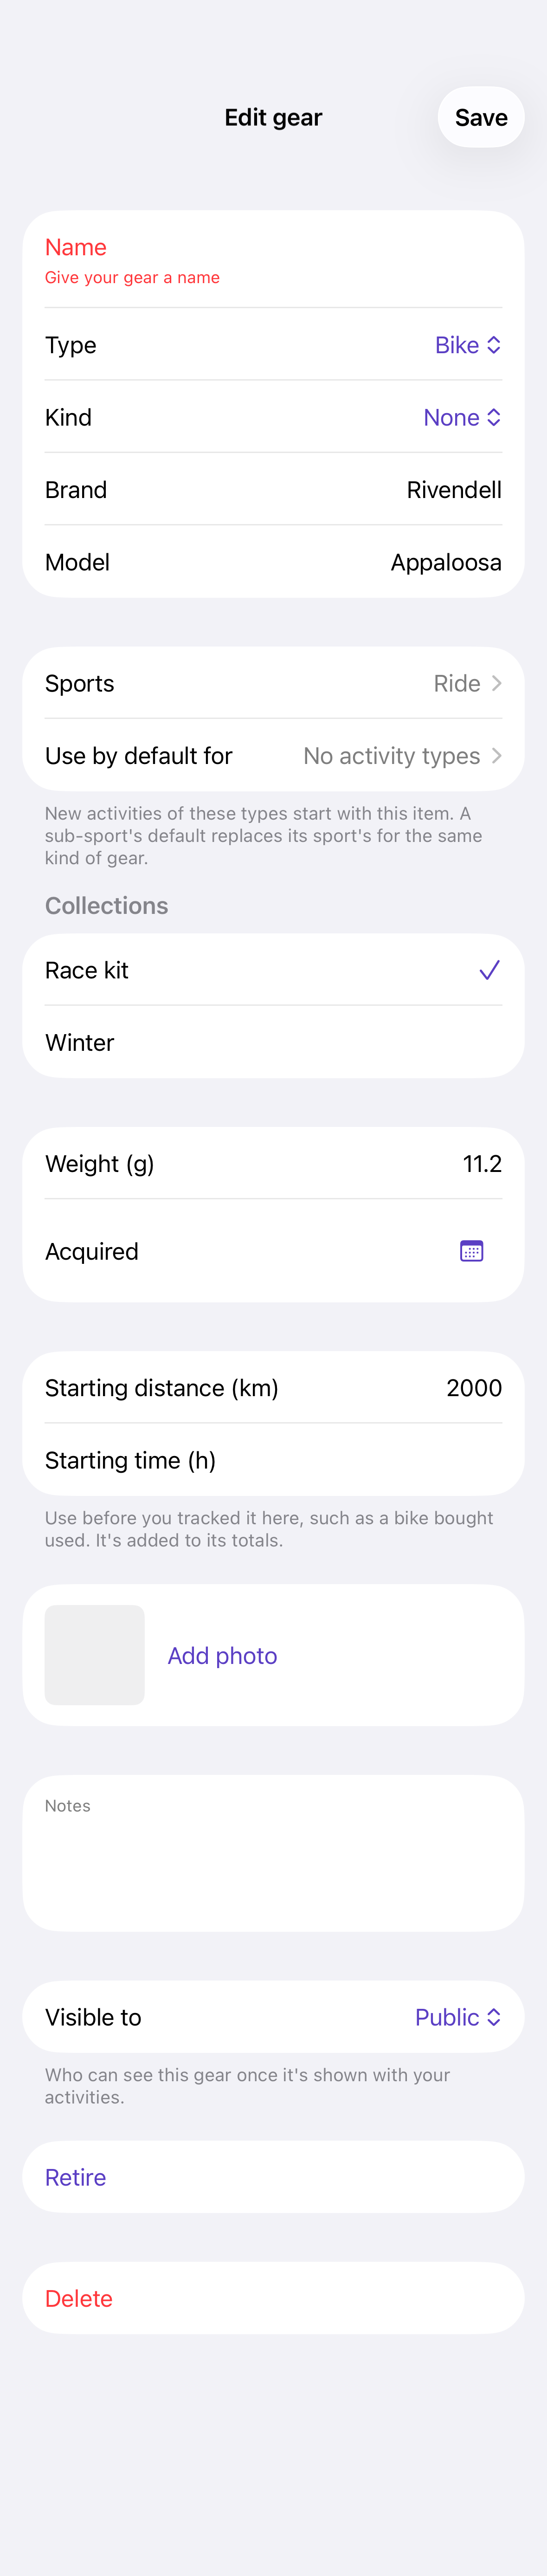 Edit gear
Save
Name
Give your gear a name
Type
Bike
Kind
None
Brand
Rivendell
Model
Appaloosa
Sports
Ride
Use by default for
No activity types
New activities of these types start with this item. A
sub-sport's default replaces its sport's for the same
kind of gear.
Collections
Race kit
Winter
Weight (g)
11.2
Acquired
Starting distance (km)
2000
Starting time (h)
Use before you tracked it here, such as a bike bought
used. It's added to its totals.
Add photo
Notes
Visible to
Public
Who can see this gear once it's shown with your
activities.
Retire
Delete